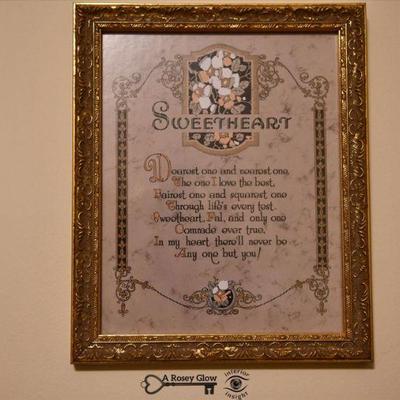 SWEETHEART
Dearest one and nearest one,
The one I love the best,
Fairest one and squarest one
Through life's every test.
Sweetheart, Pal, and only one
Comrade ever true,
In my heart there'll never be
Any one but you!
A Rosey Glow
interior
insight